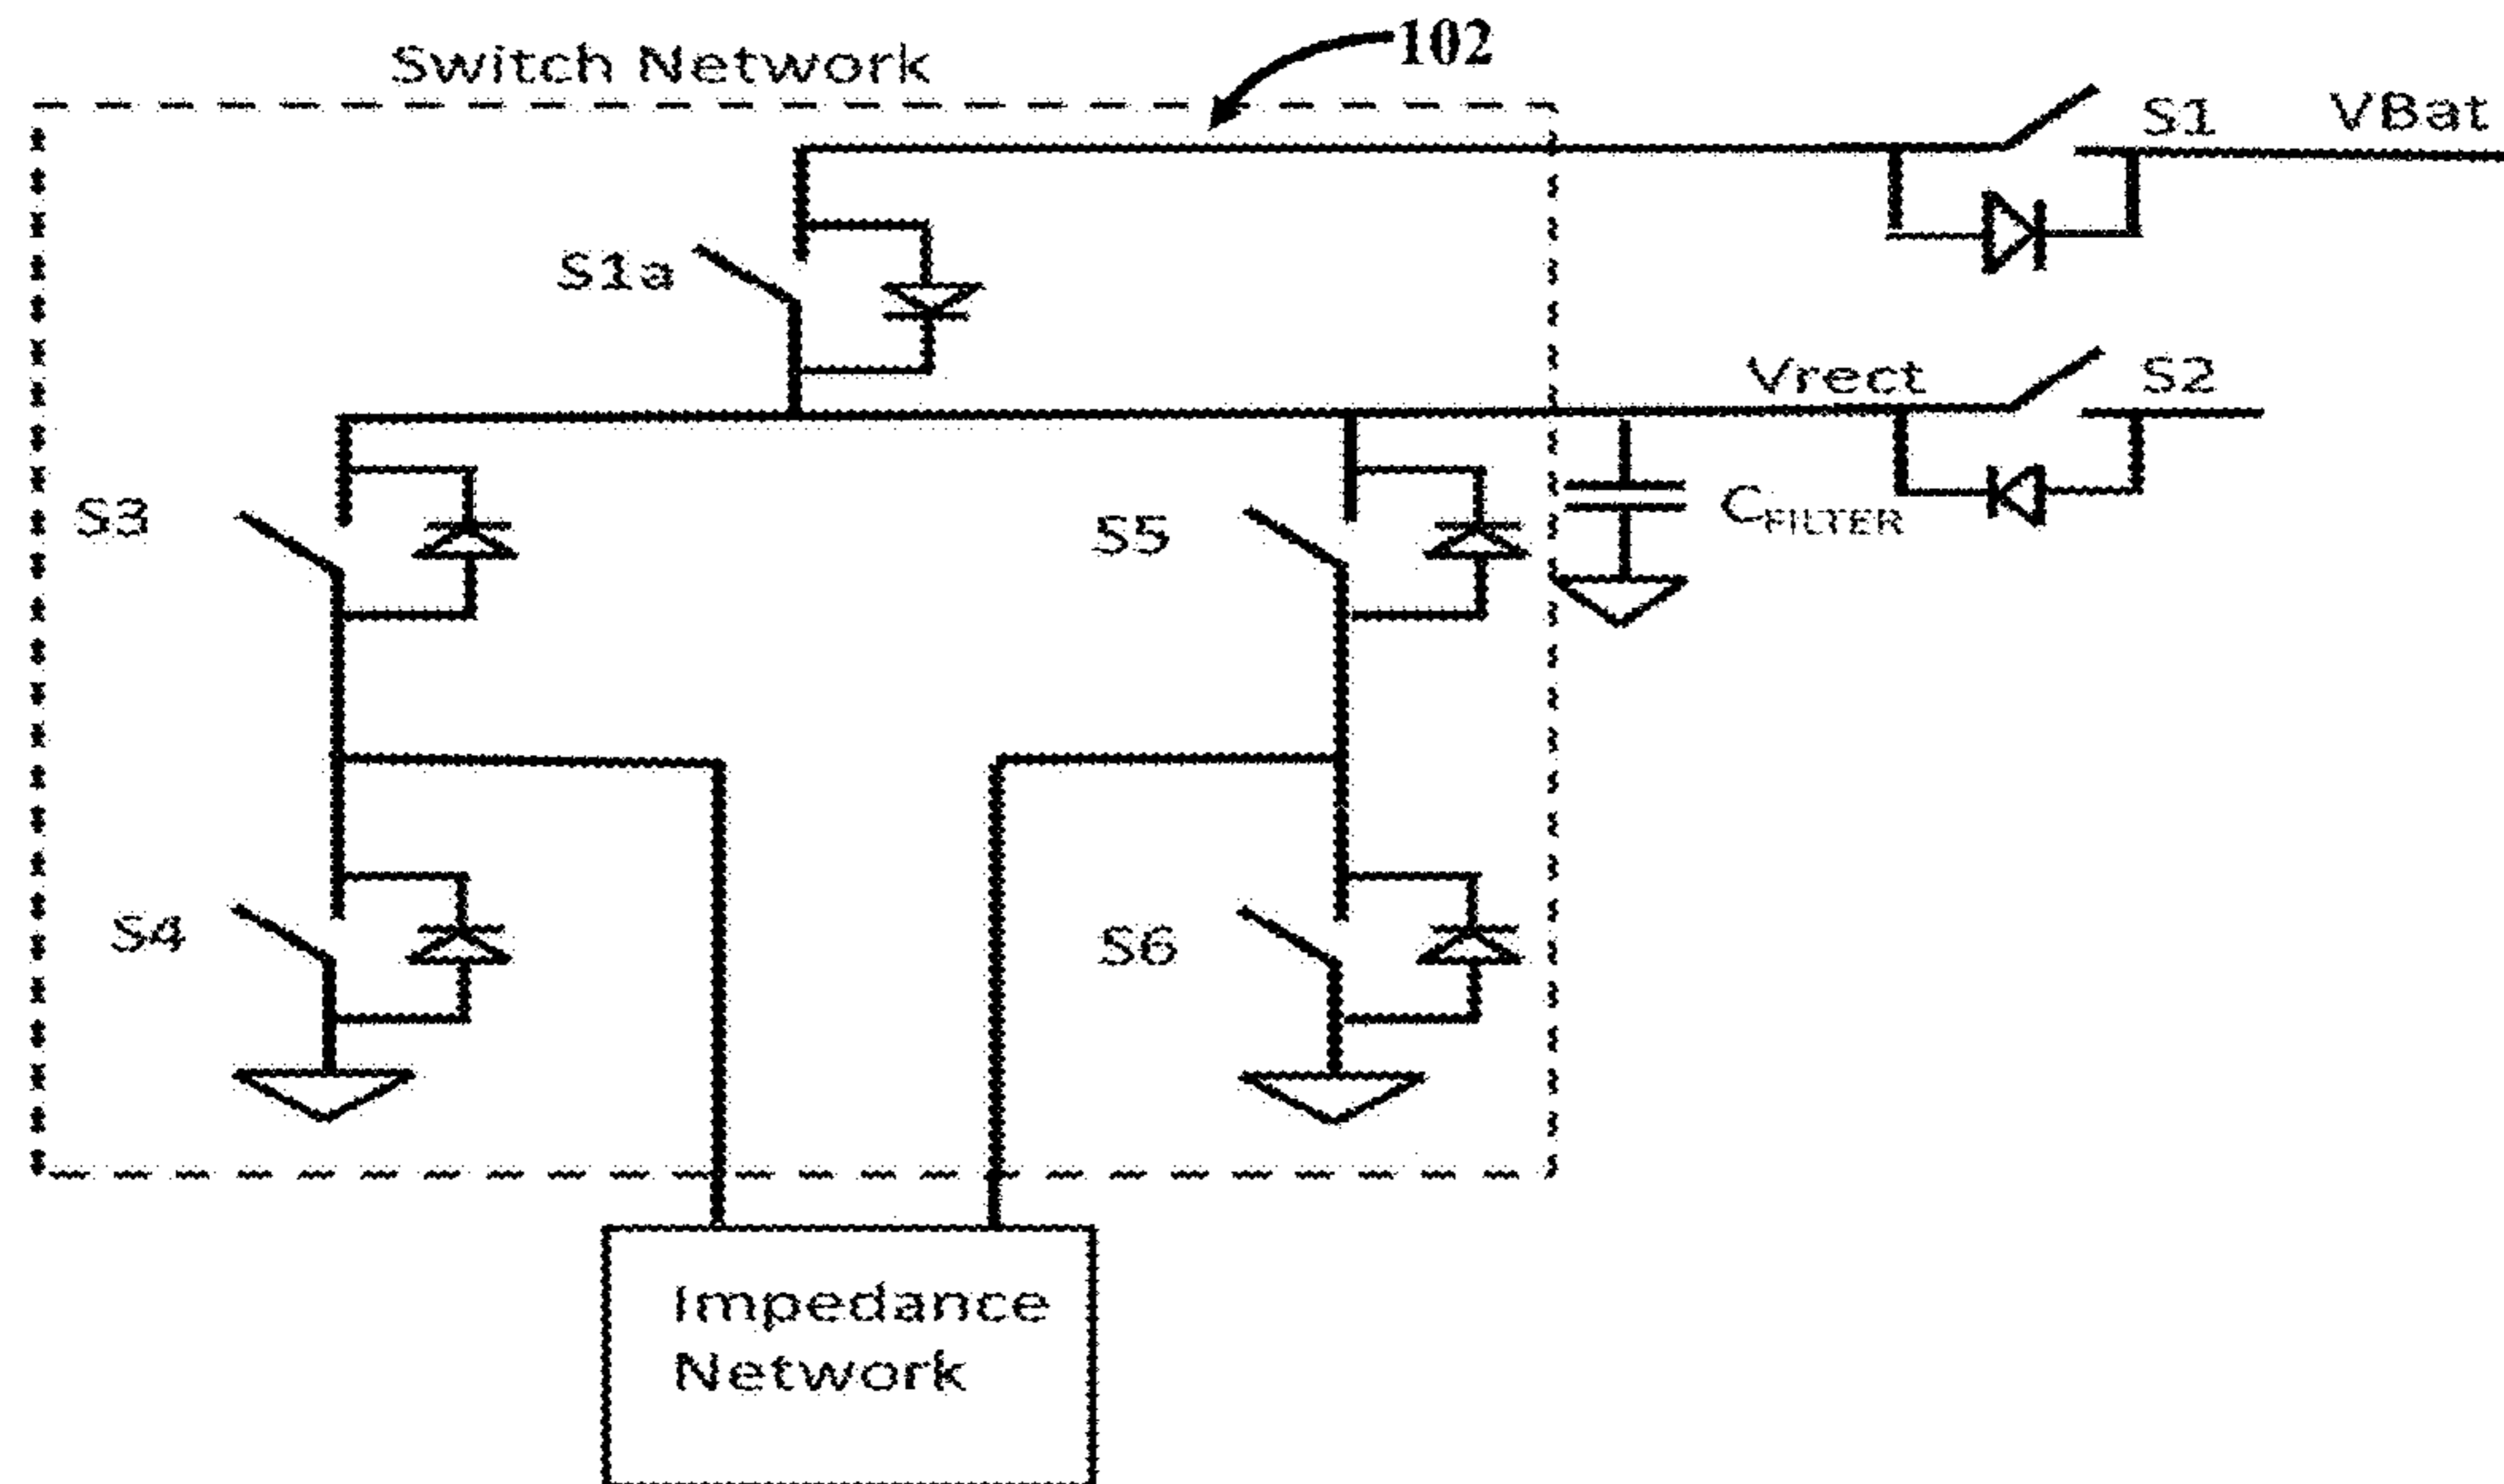 102
Switch Network
S1
VBat
S1a
Vrect
S2
S3
S5
CFILTER
S4
S6
Impedance
Network